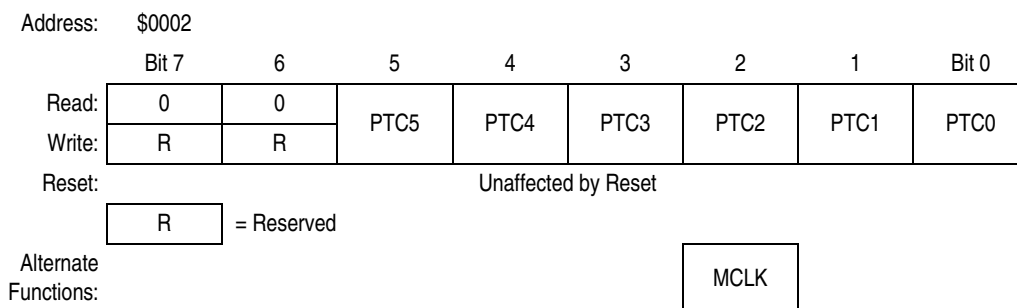 Address: $0002
Bit 7 6 5 4 3 2 1 Bit 0
Read: 0 0 PTC5 PTC4 PTC3 PTC2 PTC1 PTC0
Write: R R
Reset: Unaffected by Reset
R = Reserved
Alternate
Functions: MCLK